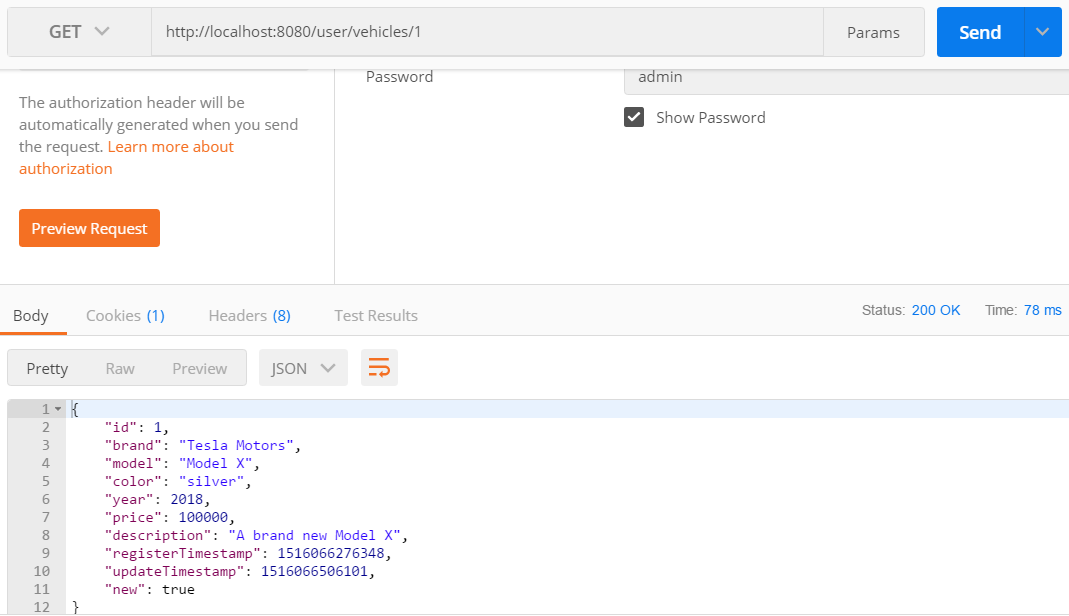 GET http://localhost:8080/user/vehicles/1 Params Send
Password admin
The authorization header will be
automatically generated when you send
the request. Learn more about
authorization
Show Password
Preview Request
Body Cookies (1) Headers (8) Test Results Status: 200 OK Time: 78 ms
Pretty Raw Preview JSON
1 {
2 "id": 1,
3 "brand": "Tesla Motors",
4 "model": "Model X",
5 "color": "silver",
6 "year": 2018,
7 "price": 100000,
8 "description": "A brand new Model X",
9 "registerTimestamp": 1516066276348,
10 "updateTimestamp": 1516066506101,
11 "new": true
12 }